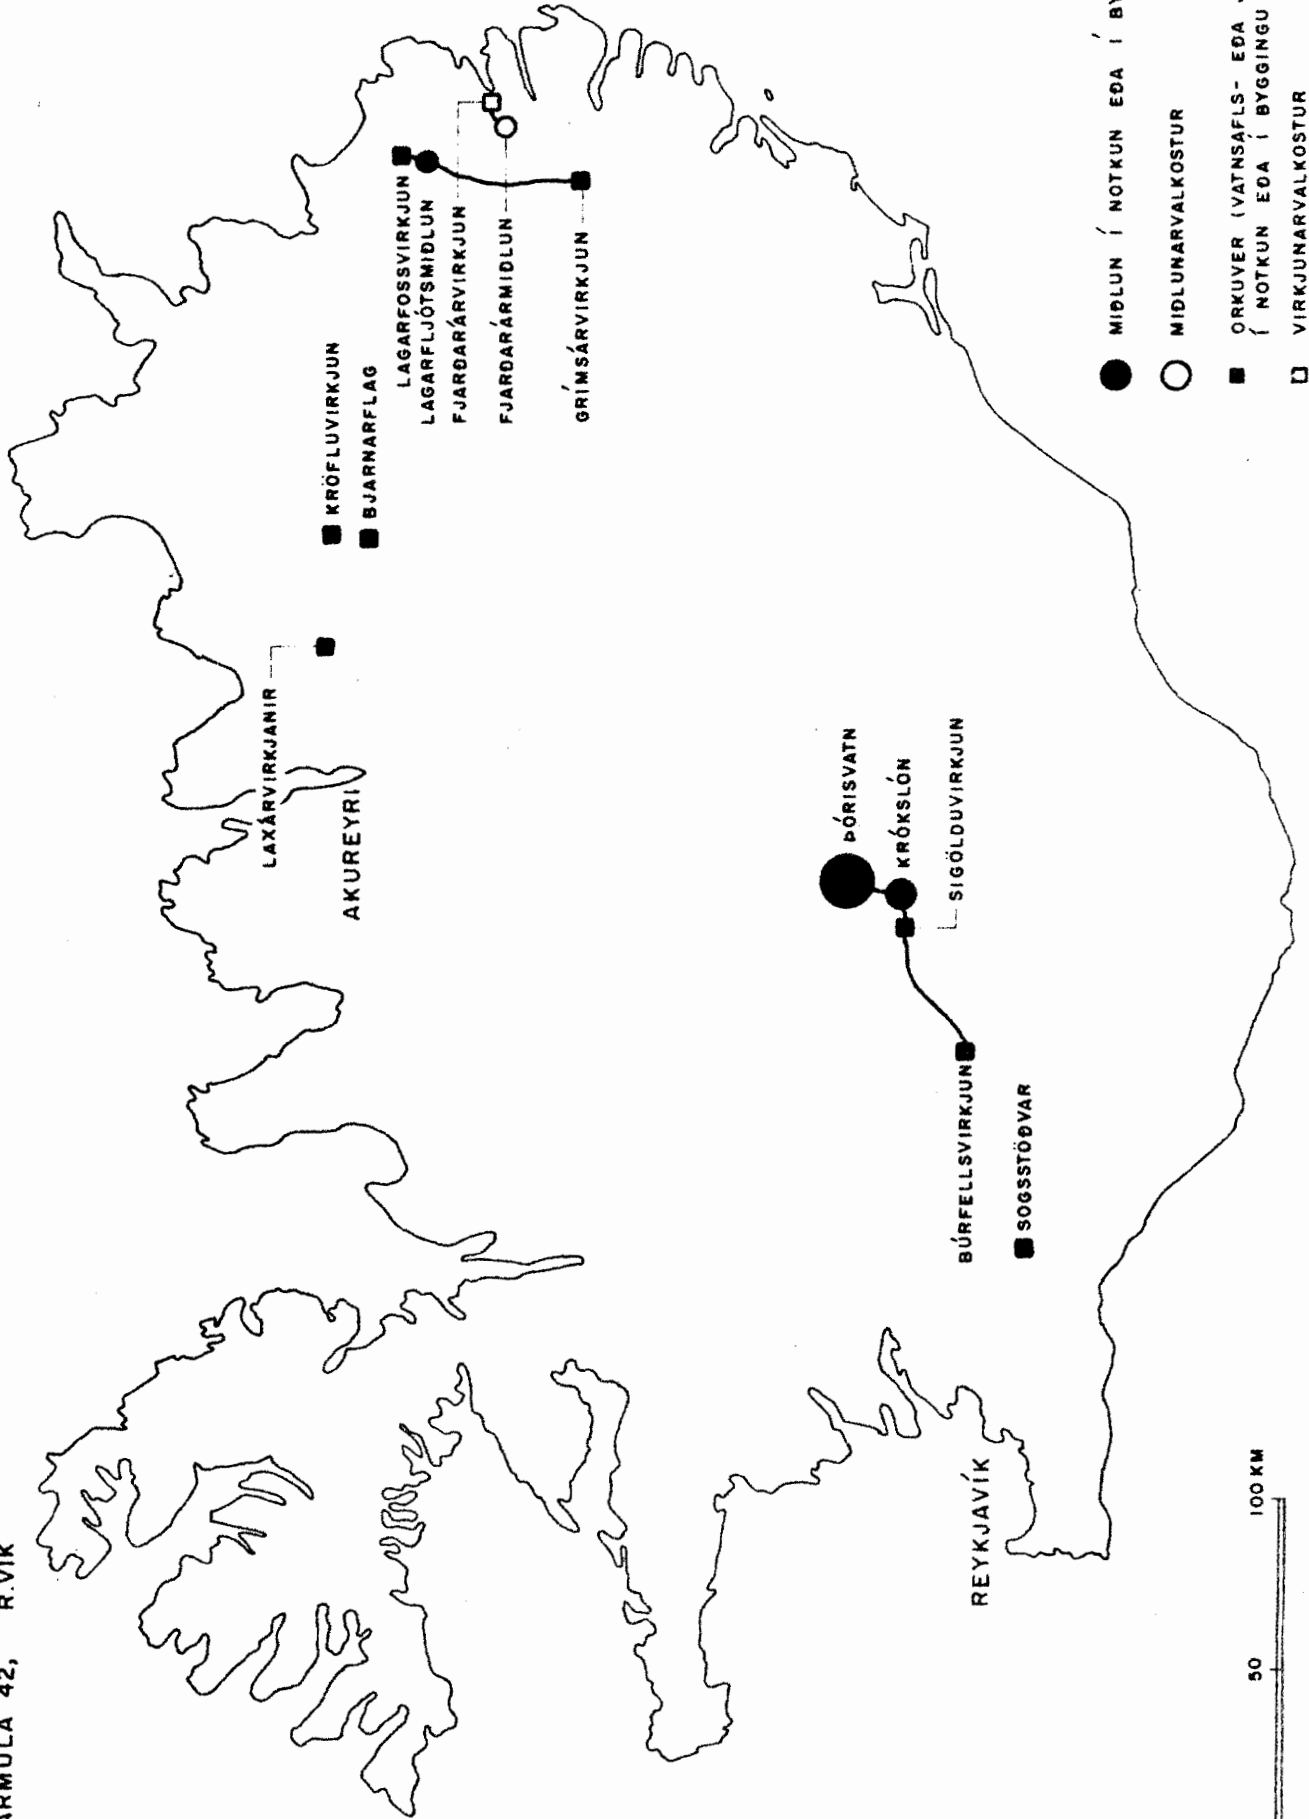 ÁRMÚLA 42, R.VÍK
LAXÁRVIRKJANIR
AKUREYRI
KRÖFLUVIRKJUN
BJARNARFLAG
LAGARFOSSVIRKJUN
LAGARFLJÓTSMIÐLUN
FJARÐARÁRVIRKJUN
FJARÐARÁRMIÐLUN
GRÍMSÁRVIRKJUN
ÞÓRISVATN
KRÓKSLÓN
SIGÖLDUVIRKJUN
BÚRFELLSVIRKJUN
SOGSSTÖÐVAR
REYKJAVÍK
50 100 KM
MIÐLUN Í NOTKUN EÐA Í BY
MIÐLUNARVALKOSTUR
ORKUVER (VATNSAFLS- EÐA
Í NOTKUN EÐA Í BYGGINGU
VIRKJUNARVALKOSTUR